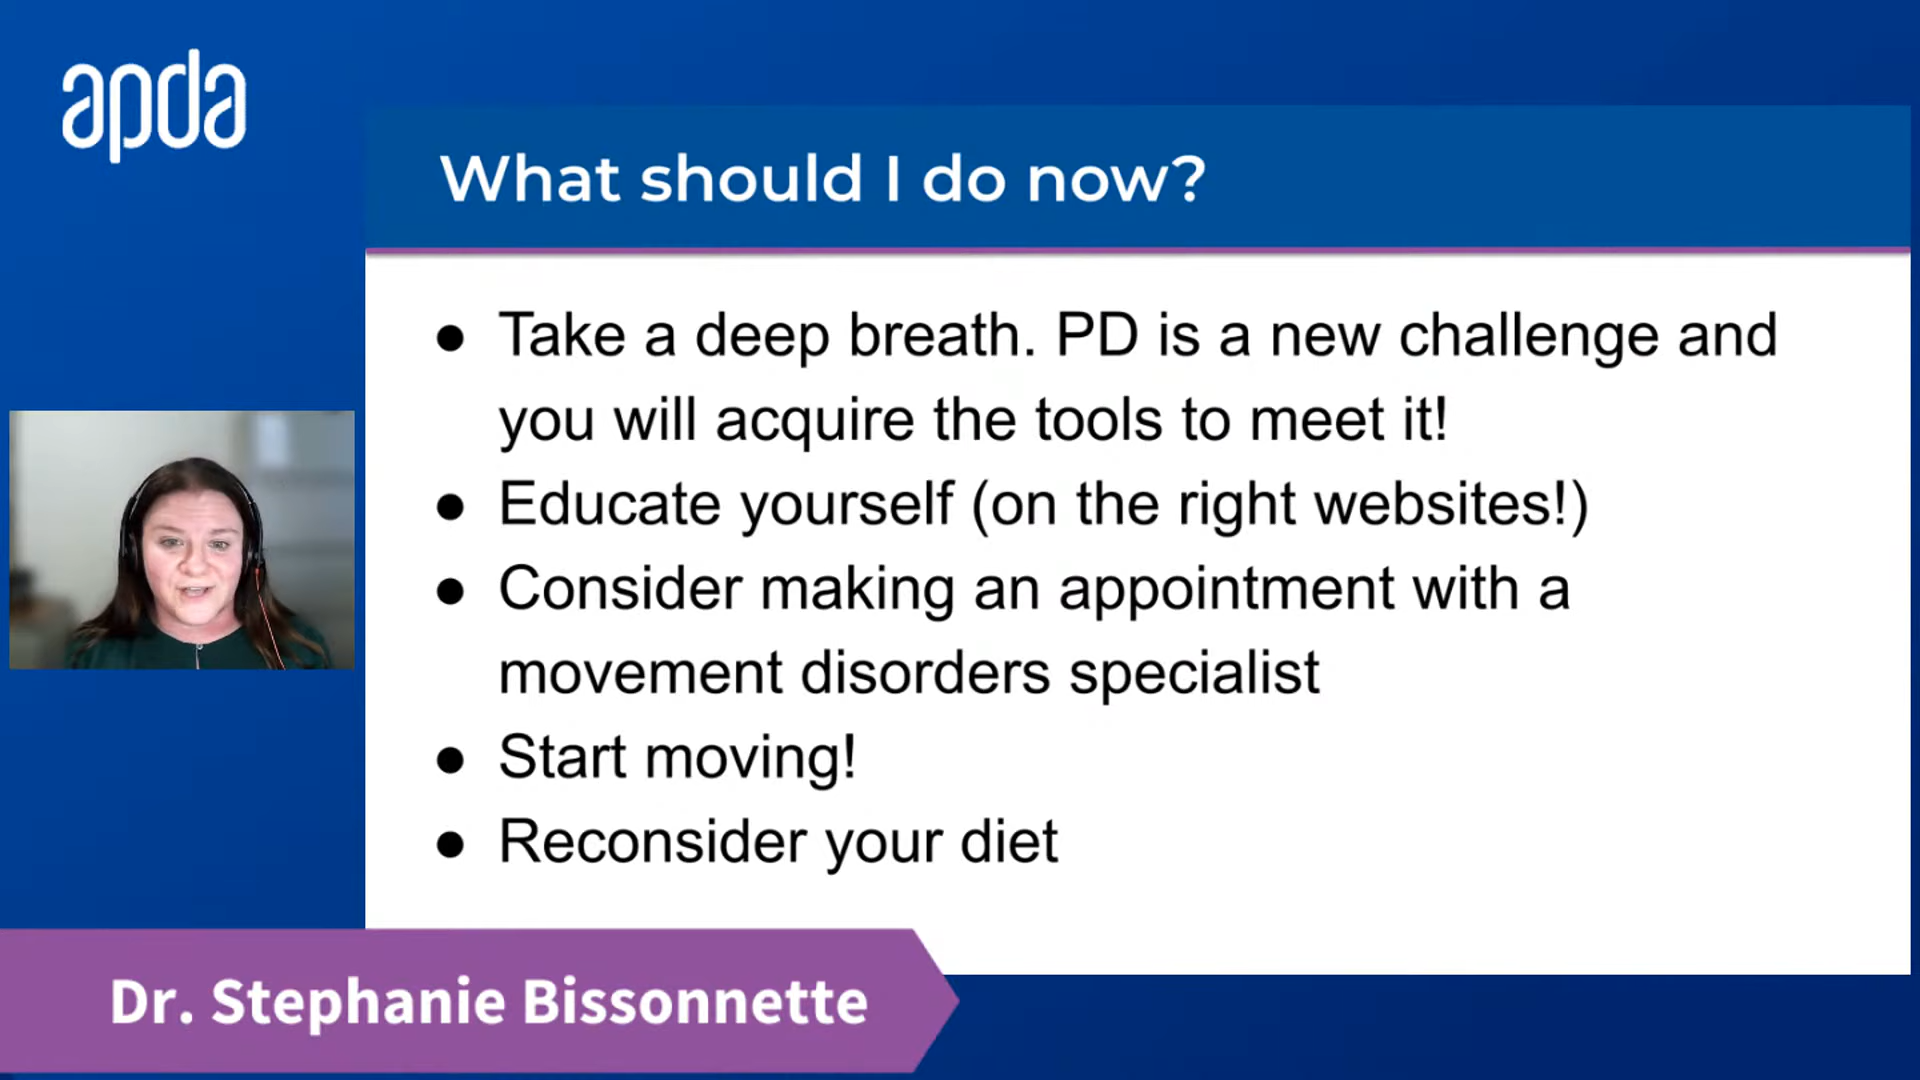 apda
What should I do now?
● Take a deep breath. PD is a new challenge and
you will acquire the tools to meet it!
● Educate yourself (on the right websites!)
● Consider making an appointment with a
movement disorders specialist
● Start moving!
● Reconsider your diet
Dr. Stephanie Bissonnette